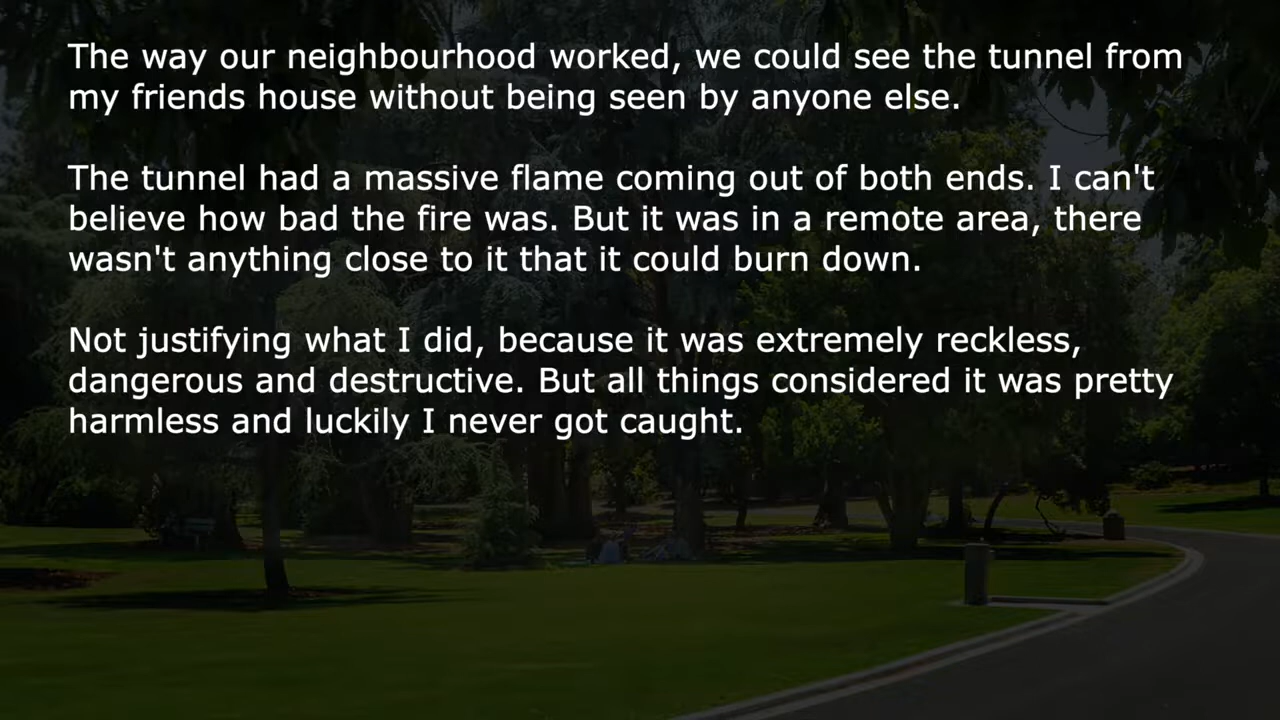 The way our neighbourhood worked, we could see the tunnel from
my friends house without being seen by anyone else.
The tunnel had a massive flame coming out of both ends. I can't
believe how bad the fire was. But it was in a remote area, there
wasn't anything close to it that it could burn down.
Not justifying what I did, because it was extremely reckless,
dangerous and destructive. But all things considered it was pretty
harmless and luckily I never got caught.